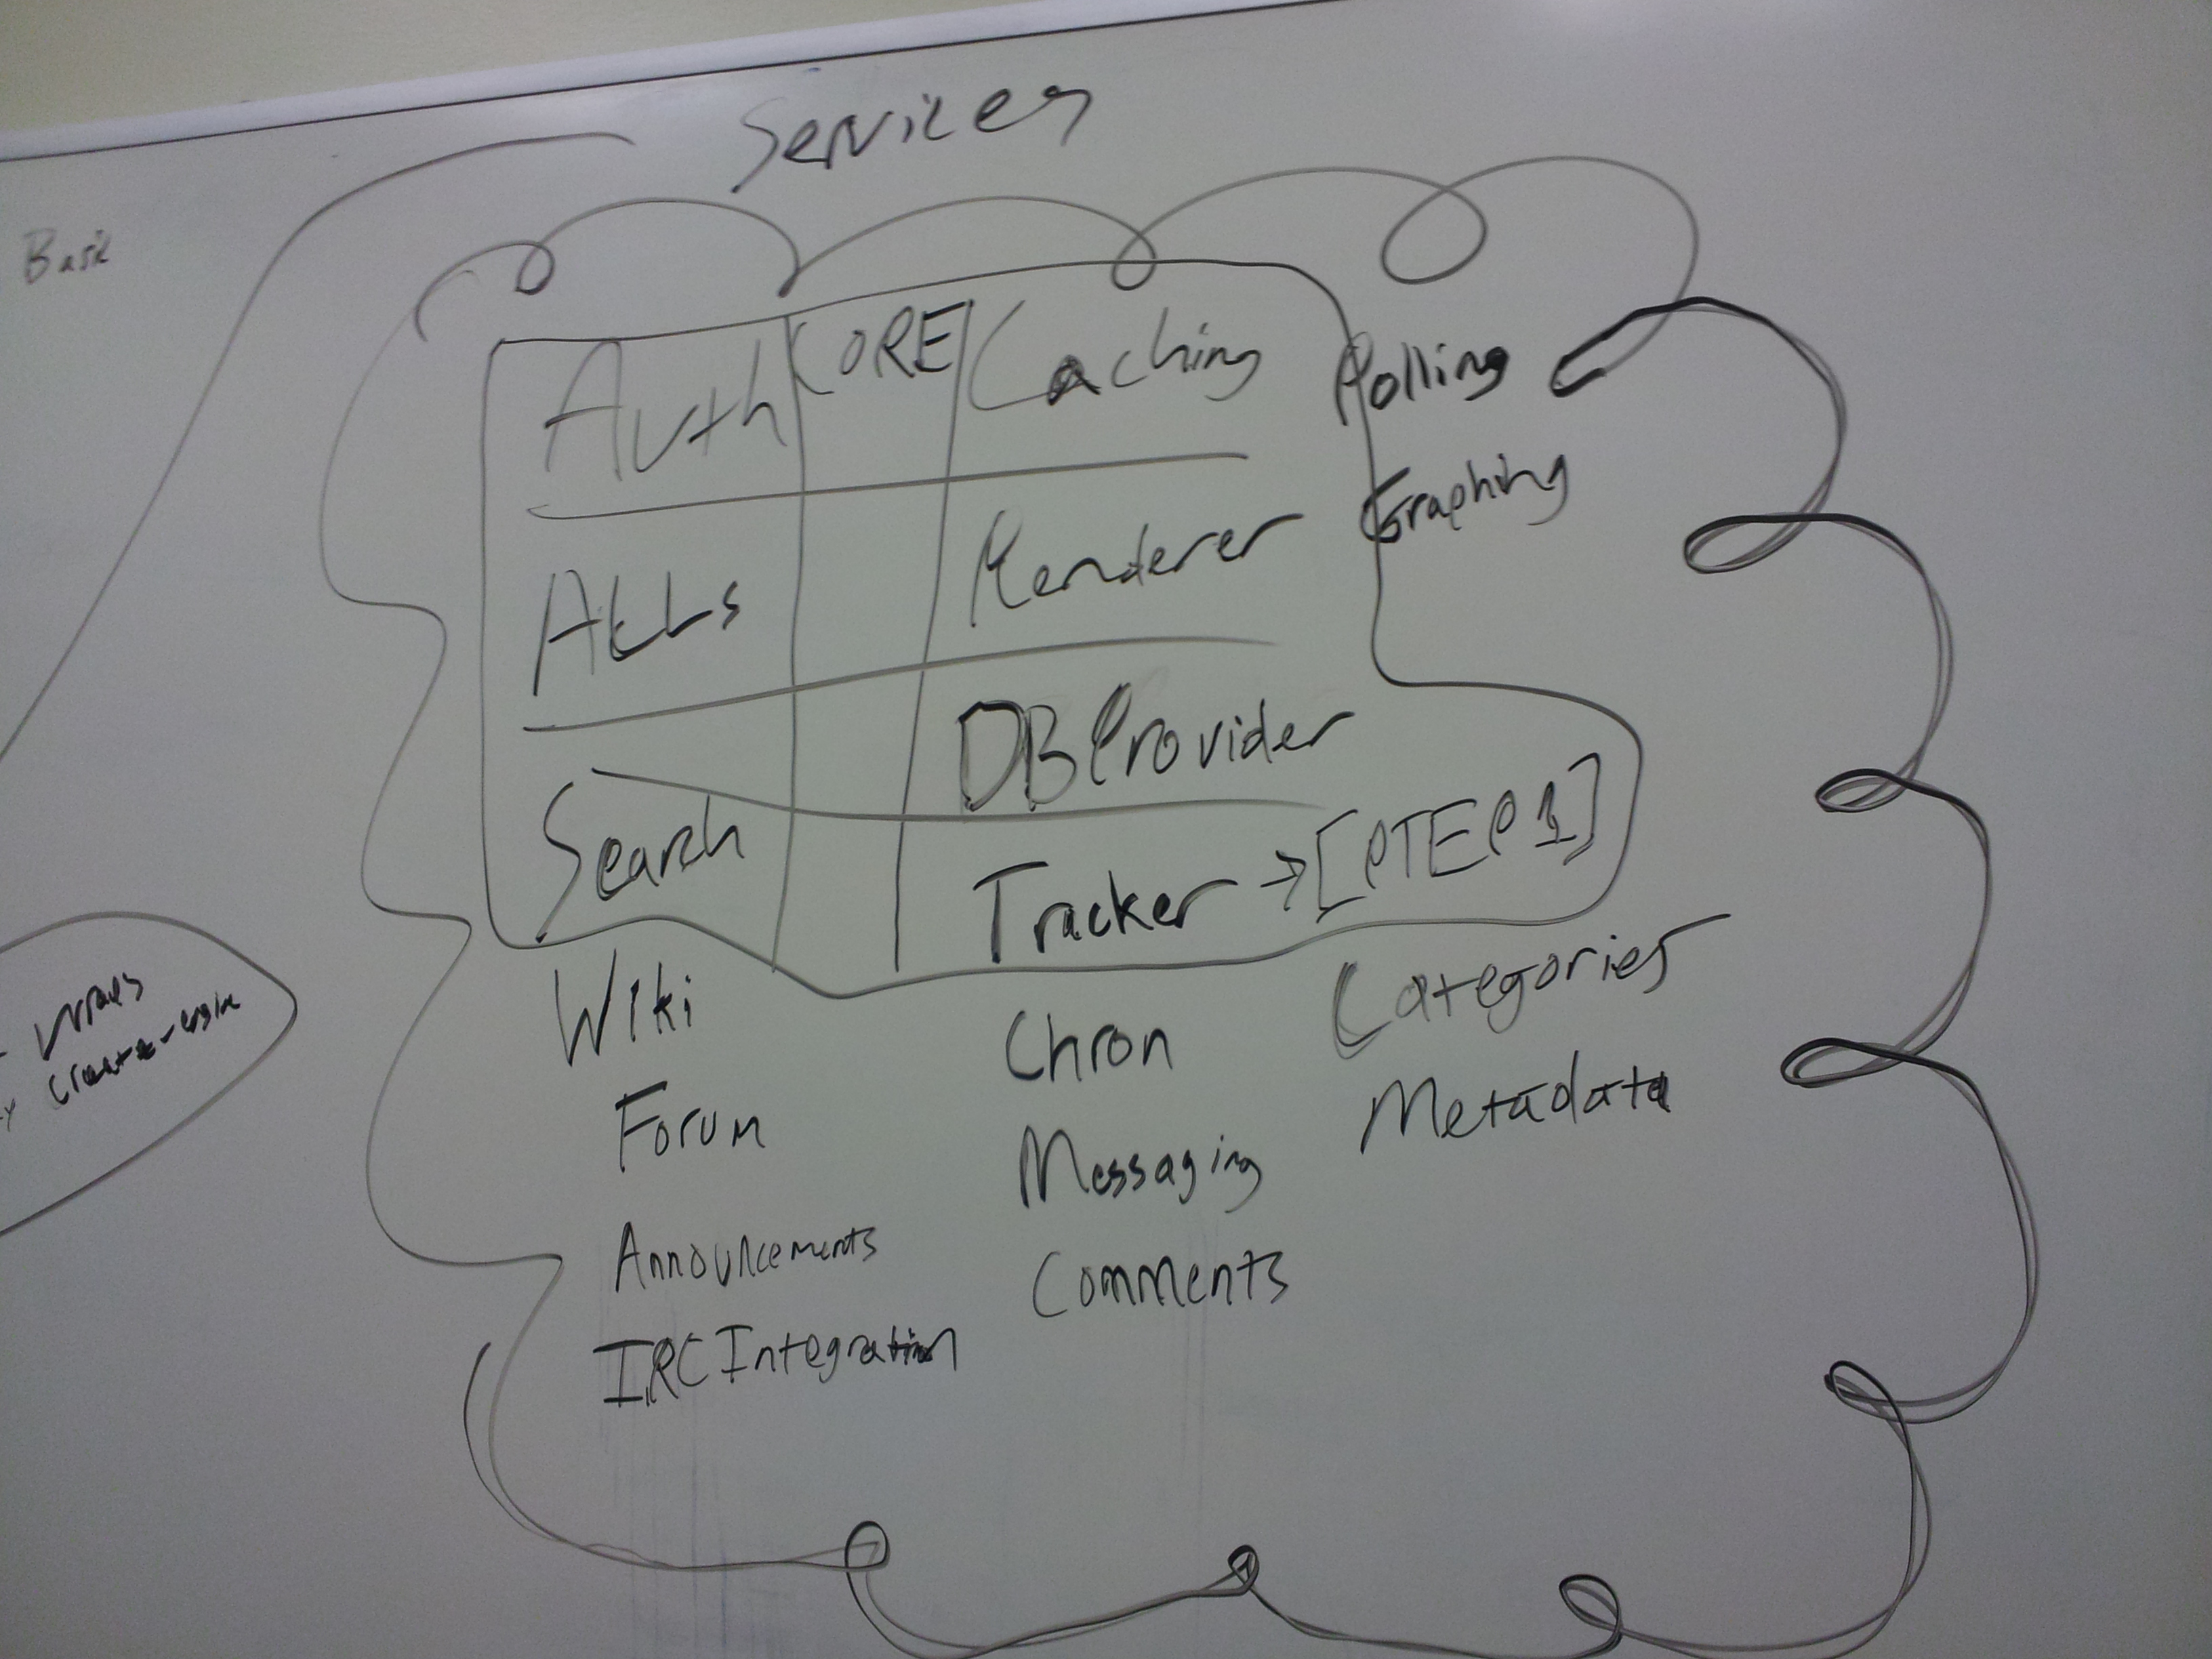 Services
Basic
Auth
CORE
Caching
Polling
Graphing
ACLs
Renderer
DBProvider
Search
Tracker → [PTEP 1]
Wiki
Chron
Categories
Forum
Messaging
Metadata
Announcements
Comments
IRC Integration
wraps
create-engine